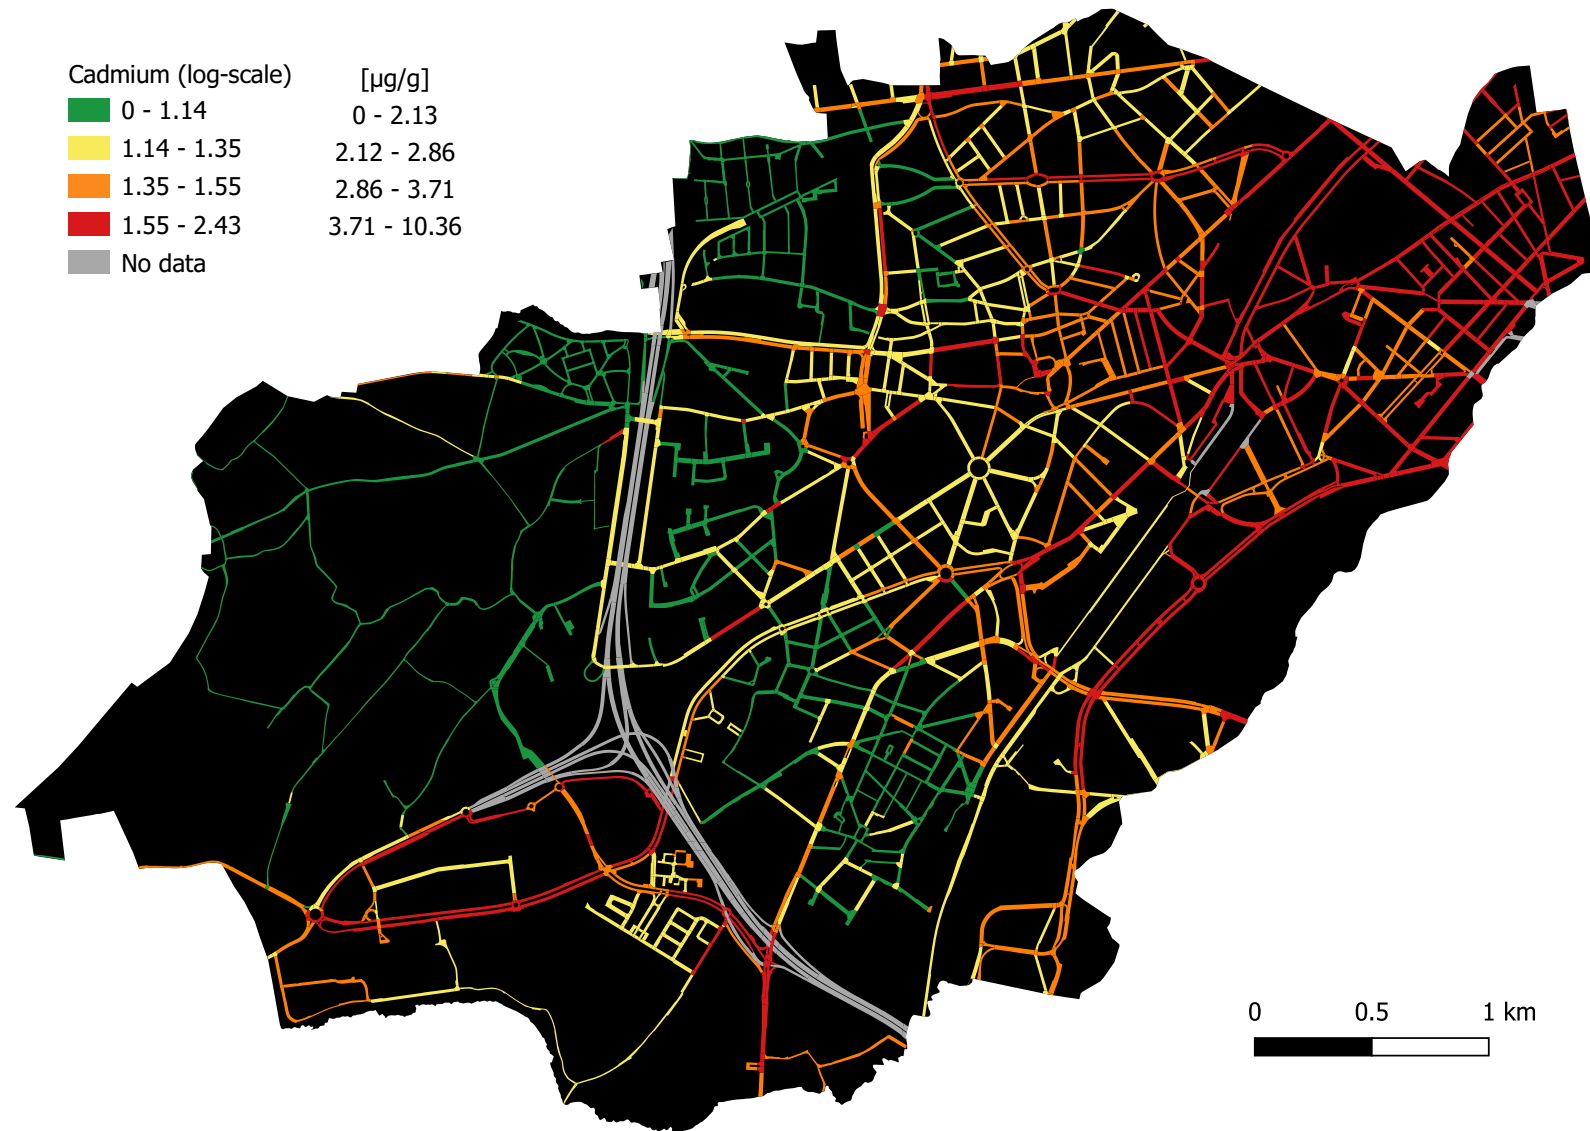 Cadmium (log-scale) [µg/g]
0 - 1.14 0 - 2.13
1.14 - 1.35 2.12 - 2.86
1.35 - 1.55 2.86 - 3.71
1.55 - 2.43 3.71 - 10.36
No data
0 0.5 1 km